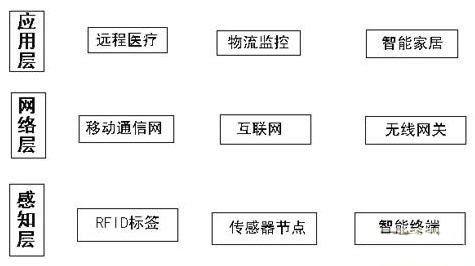 应用层
远程医疗 物流监控 智能家居
网络层
移动通信网 互联网 无线网关
感知层
RFID标签 传感器节点 智能终端